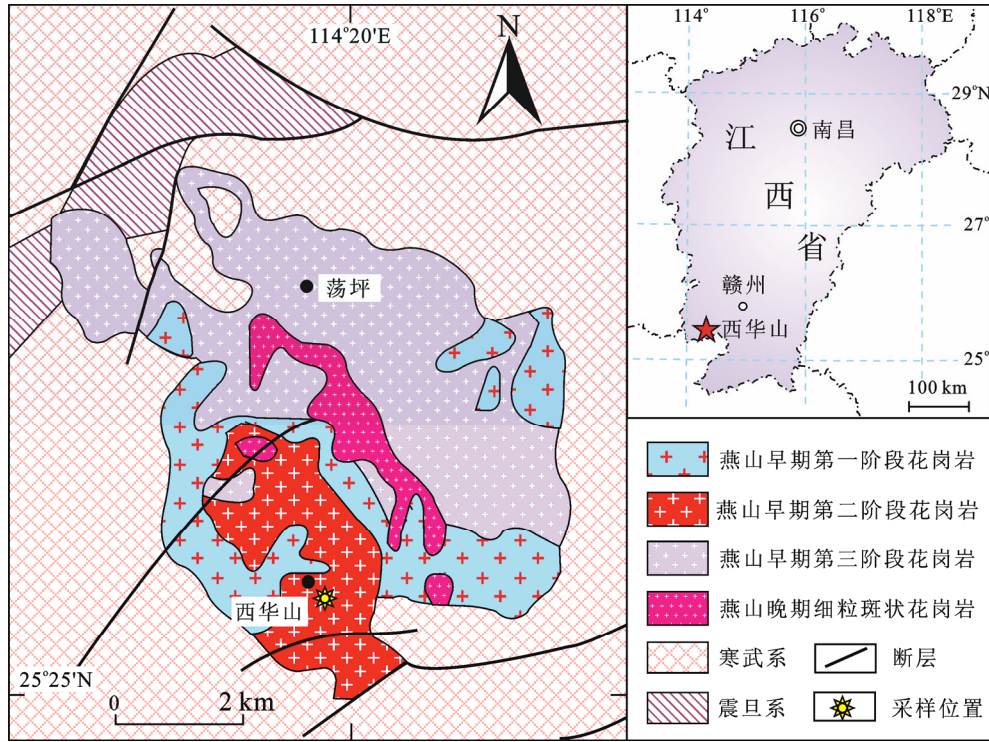 114°20'E
N
荡坪
西华山
25°25'N
0
2 km
114°
116°
118°E
29°N
27°
25°
江
西
省
南昌
赣州
西华山
100 km
燕山早期第一阶段花岗岩
燕山早期第二阶段花岗岩
燕山早期第三阶段花岗岩
燕山晚期细粒斑状花岗岩
寒武系
断层
震旦系
采样位置